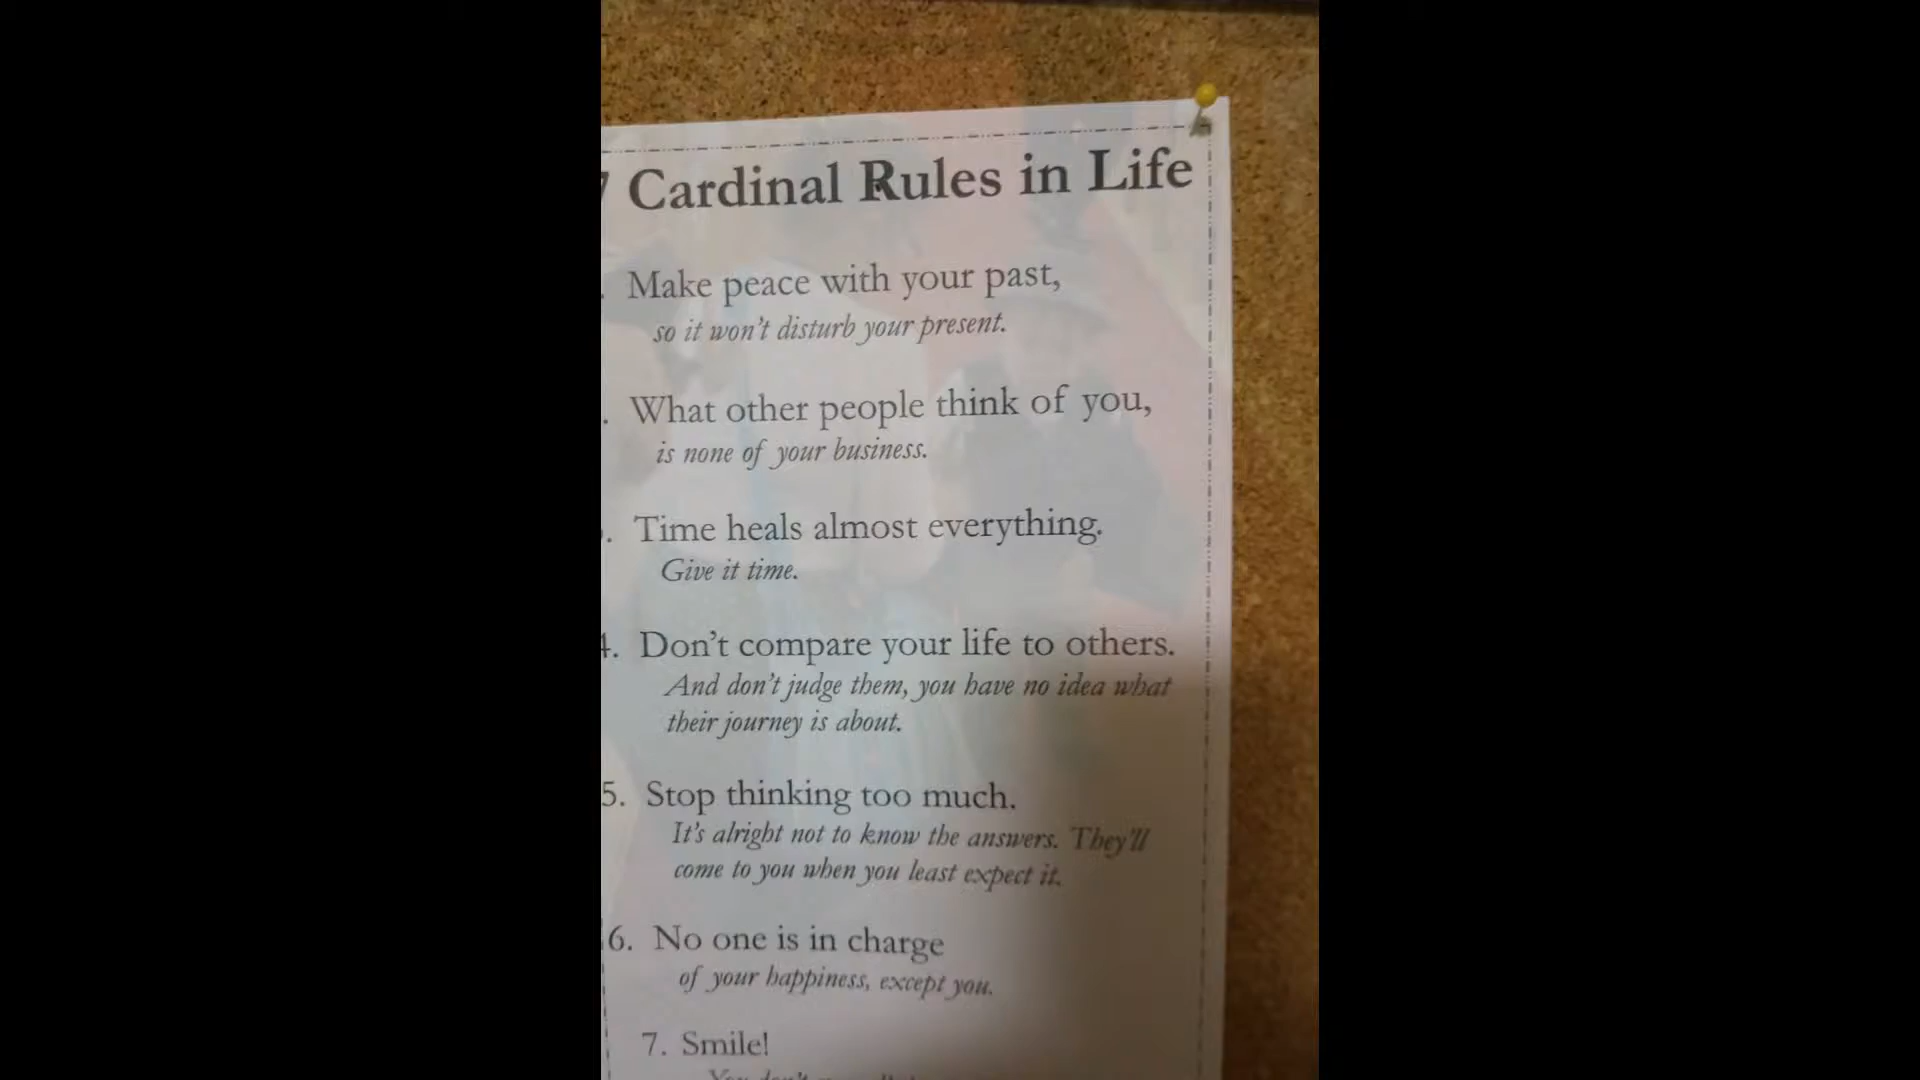 7 Cardinal Rules in Life
. Make peace with your past,
so it won't disturb your present.
. What other people think of you,
is none of your business.
. Time heals almost everything.
Give it time.
4. Don't compare your life to others.
And don't judge them, you have no idea what
their journey is about.
5. Stop thinking too much.
It's alright not to know the answers. They'll
come to you when you least expect it.
6. No one is in charge
of your happiness, except you.
7. Smile!
You don't